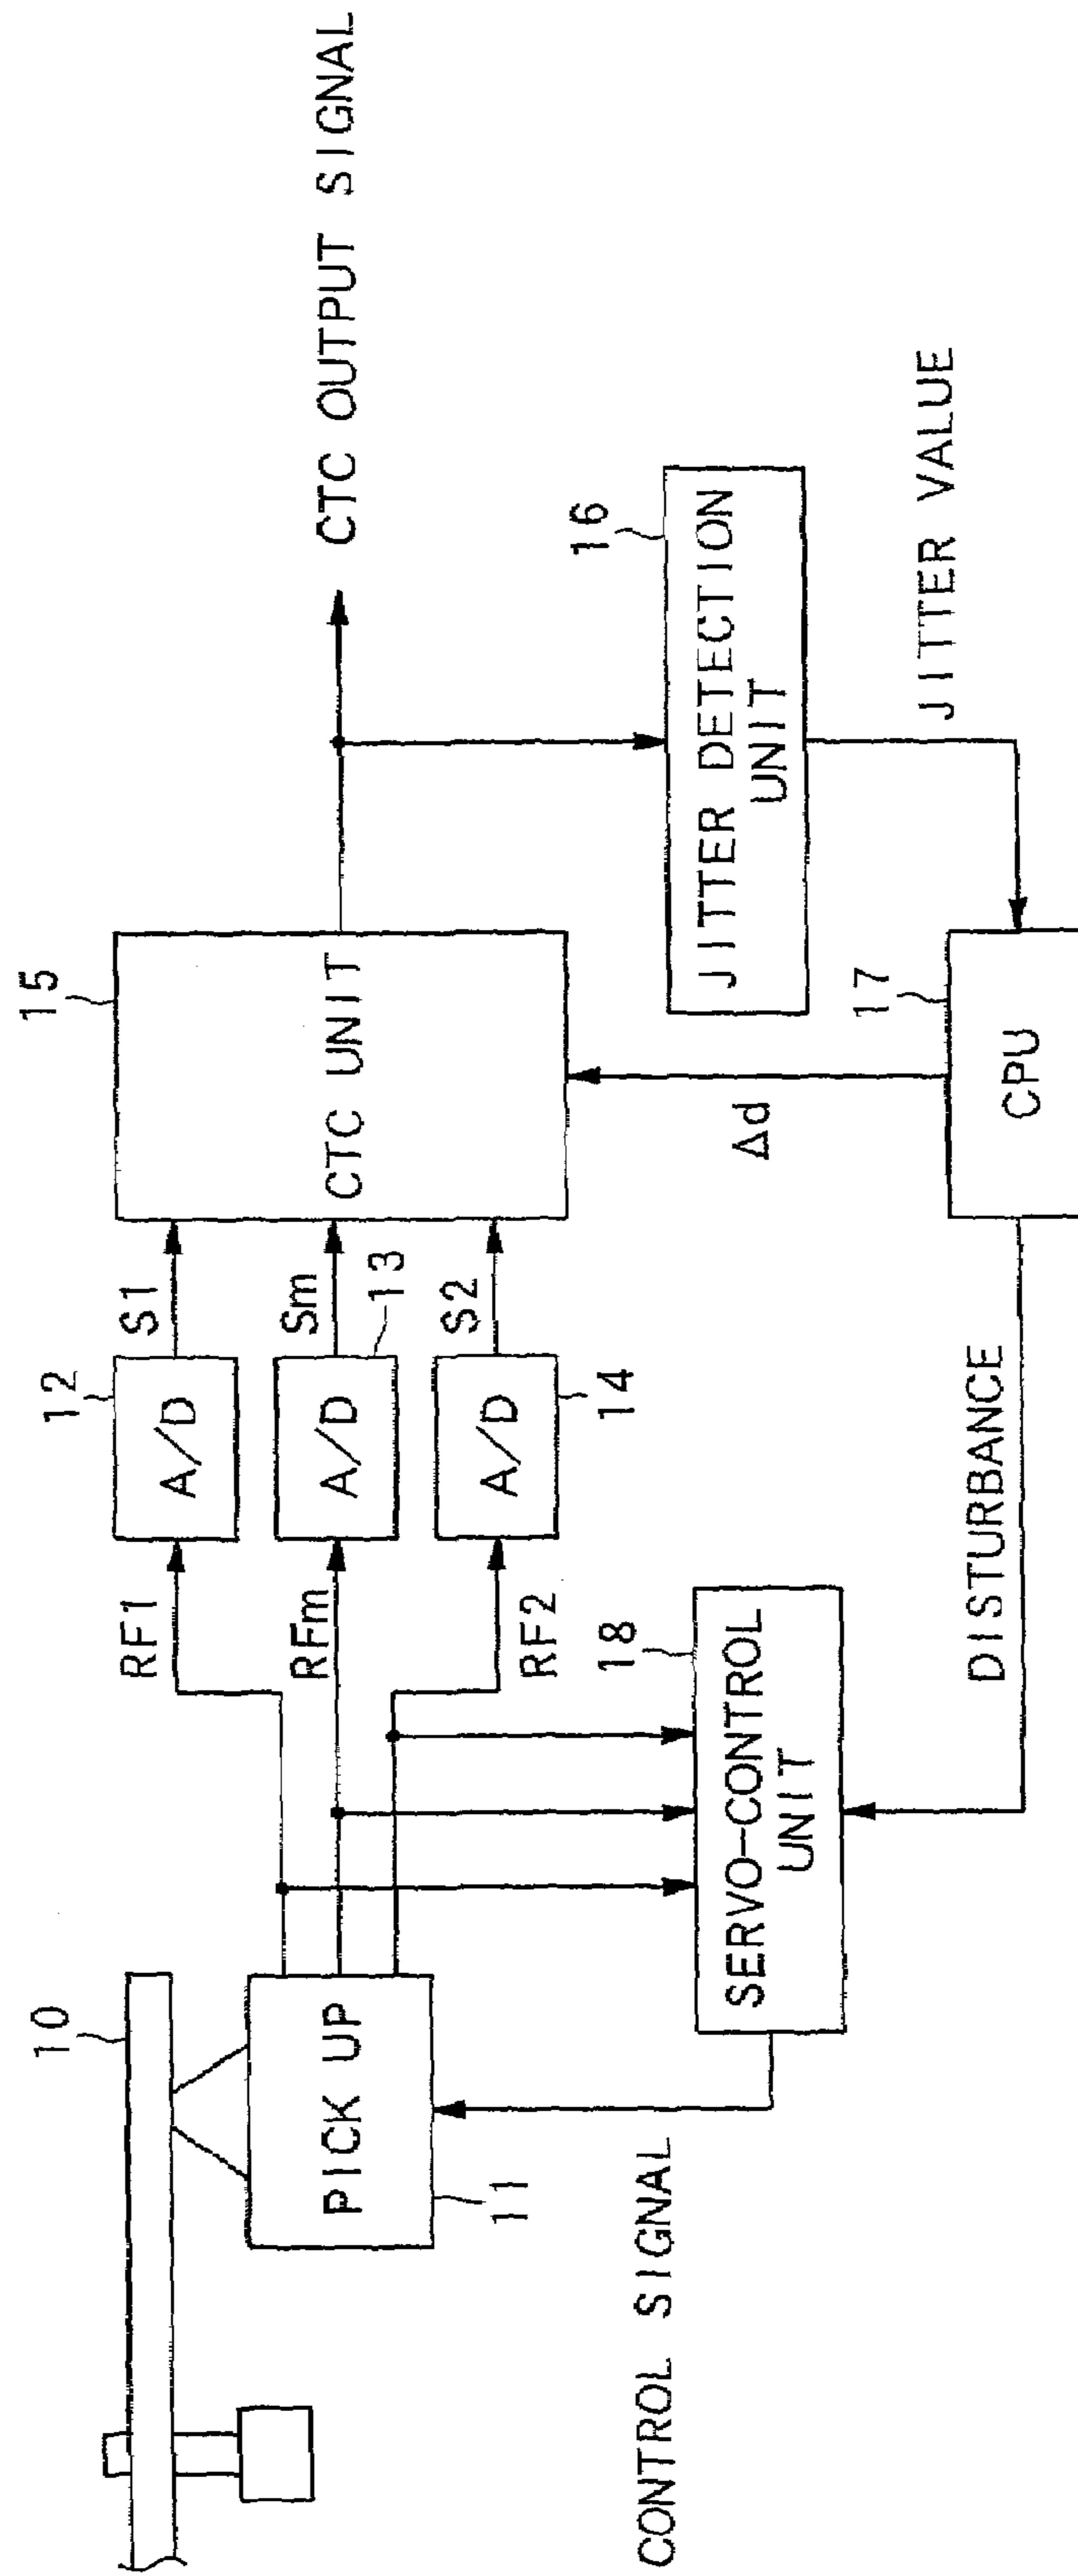 10
PICK UP
11
CONTROL SIGNAL
RF1
RFm
RF2
12
A/D
S1
A/D
13
Sm
A/D
14
S2
15
CTC UNIT
CTC OUTPUT SIGNAL
16
JITTER DETECTION
UNIT
JITTER VALUE
17
CPU
Δd
DISTURBANCE
18
SERVO-CONTROL
UNIT